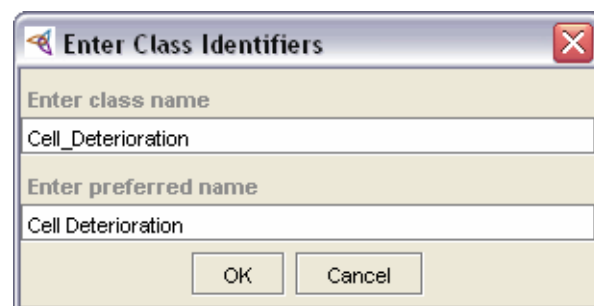 Enter Class Identifiers
Enter class name
Cell_Deterioration
Enter preferred name
Cell Deterioration
OK Cancel